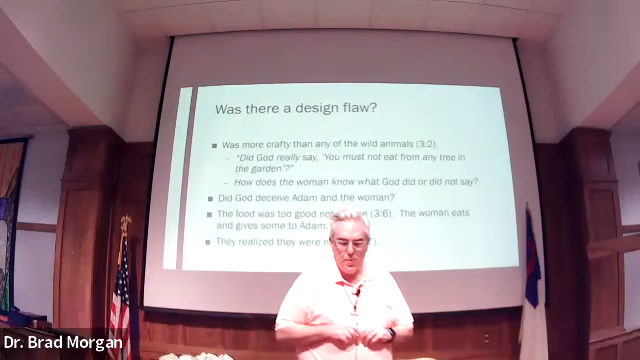 Was there a design flaw?
Was more crafty than any of the wild animals (3:2).
"Did God really say, 'You must not eat from any tree in
the garden'?"
How does the woman know what God did or did not say?
Did God deceive Adam and the woman?
The food was too good not (3:6). The woman eats
and gives some to Adam
They realized they were
Dr. Brad Morgan